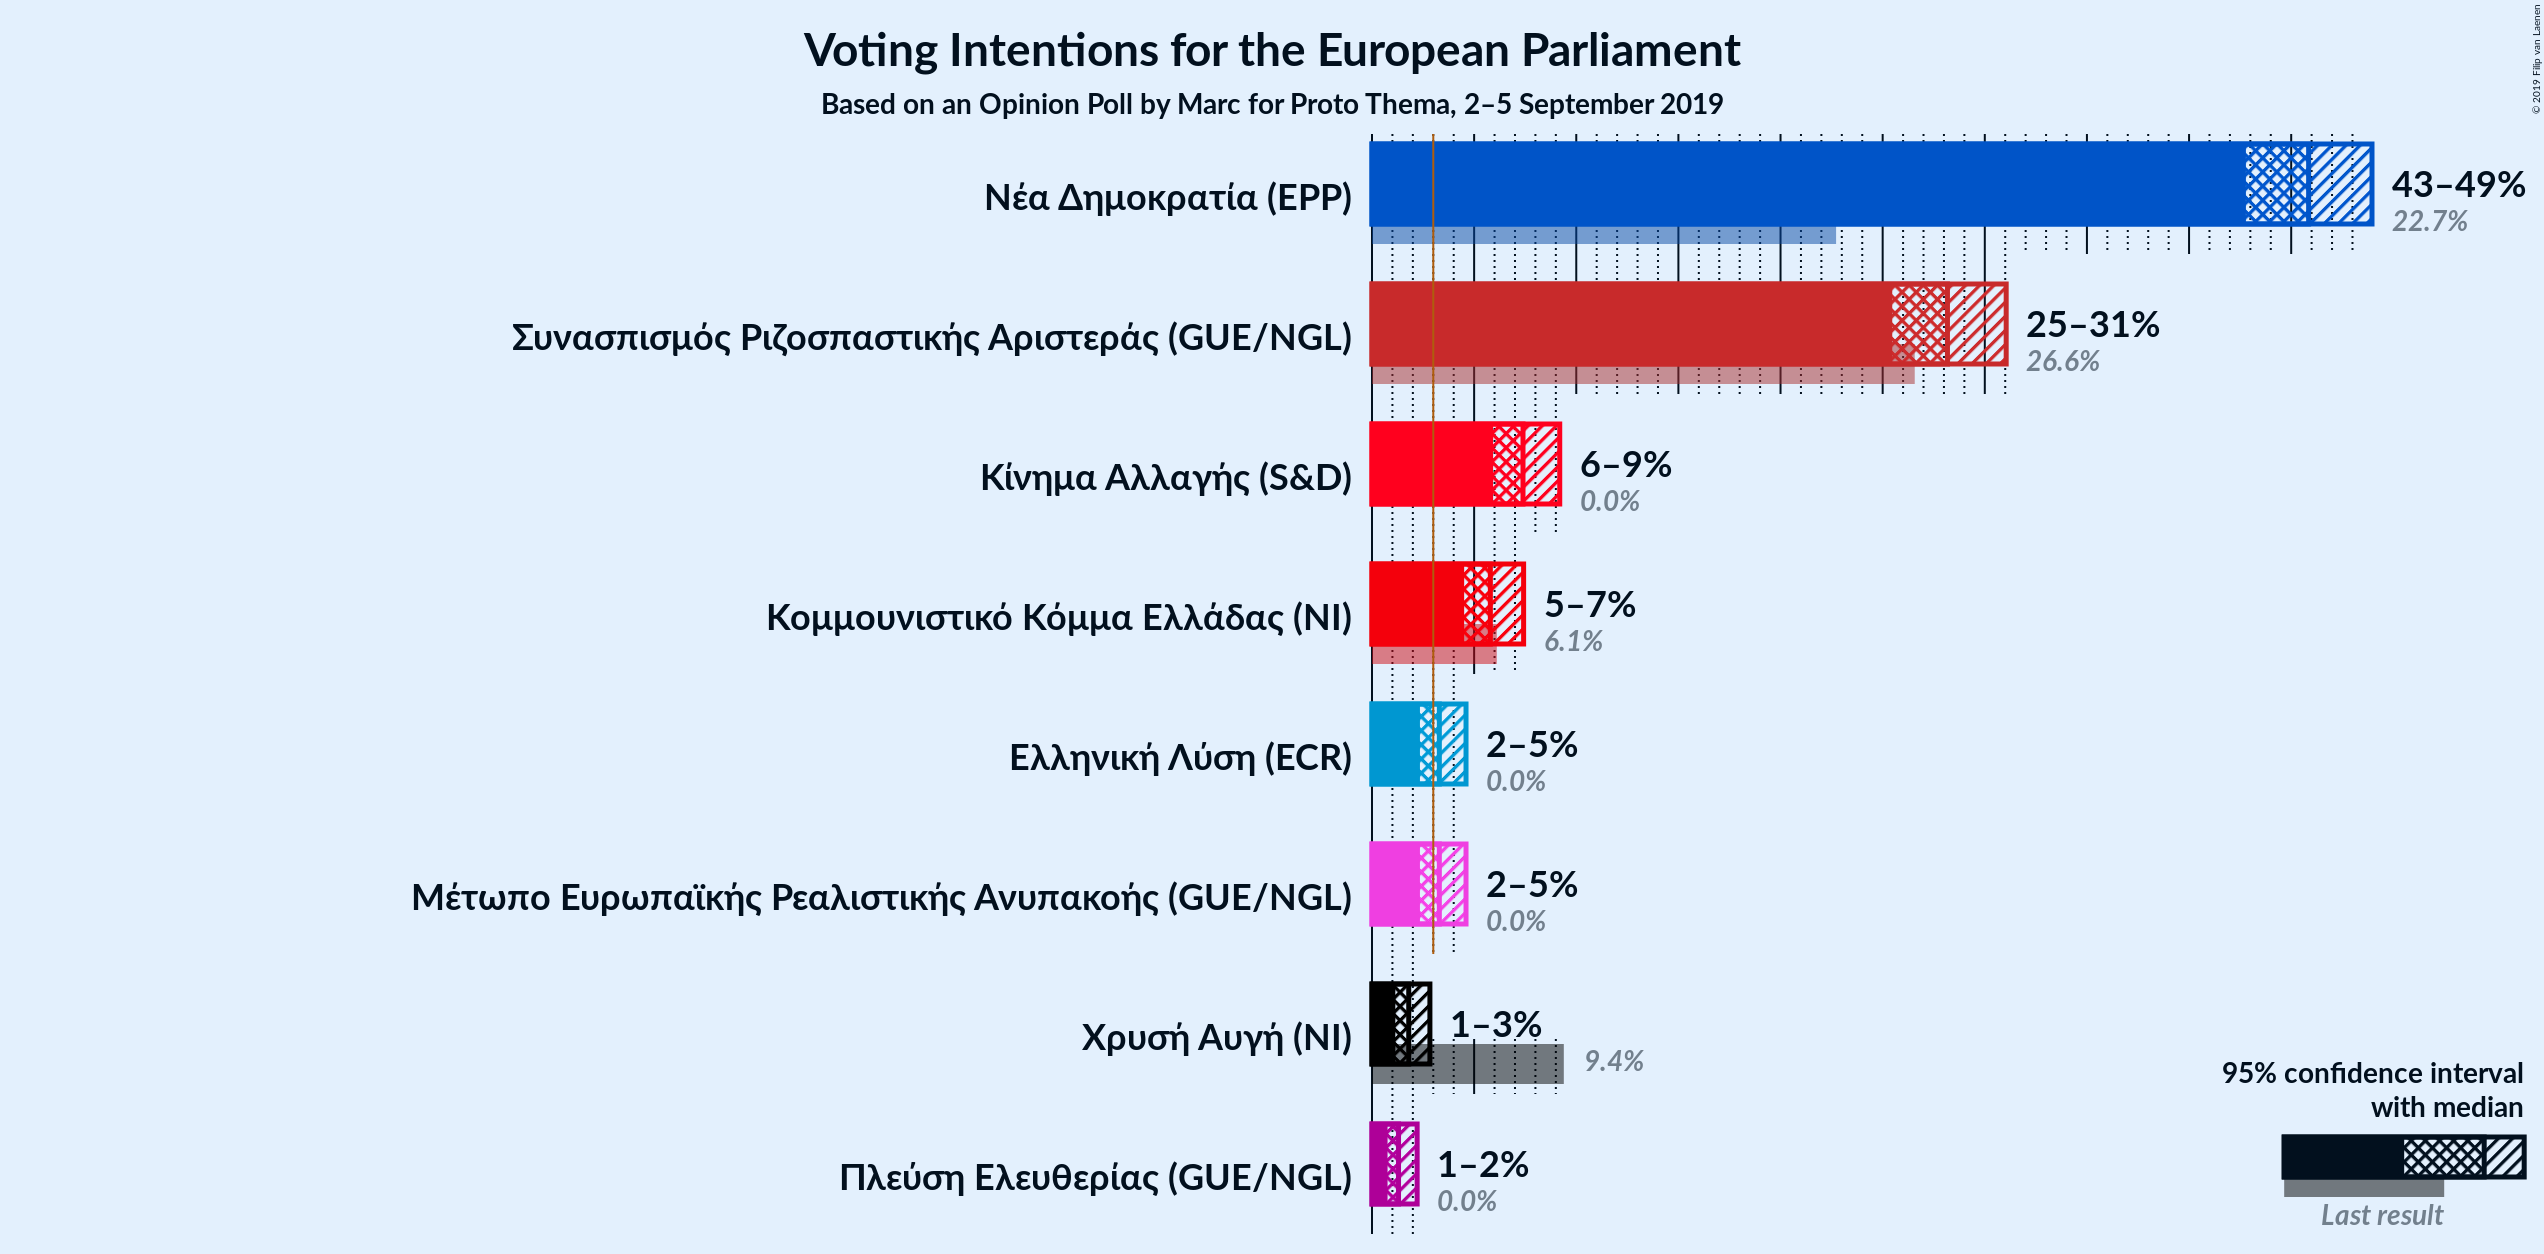 Voting Intentions for the European Parliament
Based on an Opinion Poll by Marc for Proto Thema, 2–5 September 2019
© 2019 Filip van Laenen
Νέα Δημοκρατία (EPP)
43–49%
22.7%
Συνασπισμός Ριζοσπαστικής Αριστεράς (GUE/NGL)
25–31%
26.6%
Κίνημα Αλλαγής (S&D)
6–9%
0.0%
Κομμουνιστικό Κόμμα Ελλάδας (NI)
5–7%
6.1%
Ελληνική Λύση (ECR)
2–5%
0.0%
Μέτωπο Ευρωπαϊκής Ρεαλιστικής Ανυπακοής (GUE/NGL)
2–5%
0.0%
Χρυσή Αυγή (NI)
1–3%
9.4%
Πλεύση Ελευθερίας (GUE/NGL)
1–2%
0.0%
95% confidence interval
with median
Last result